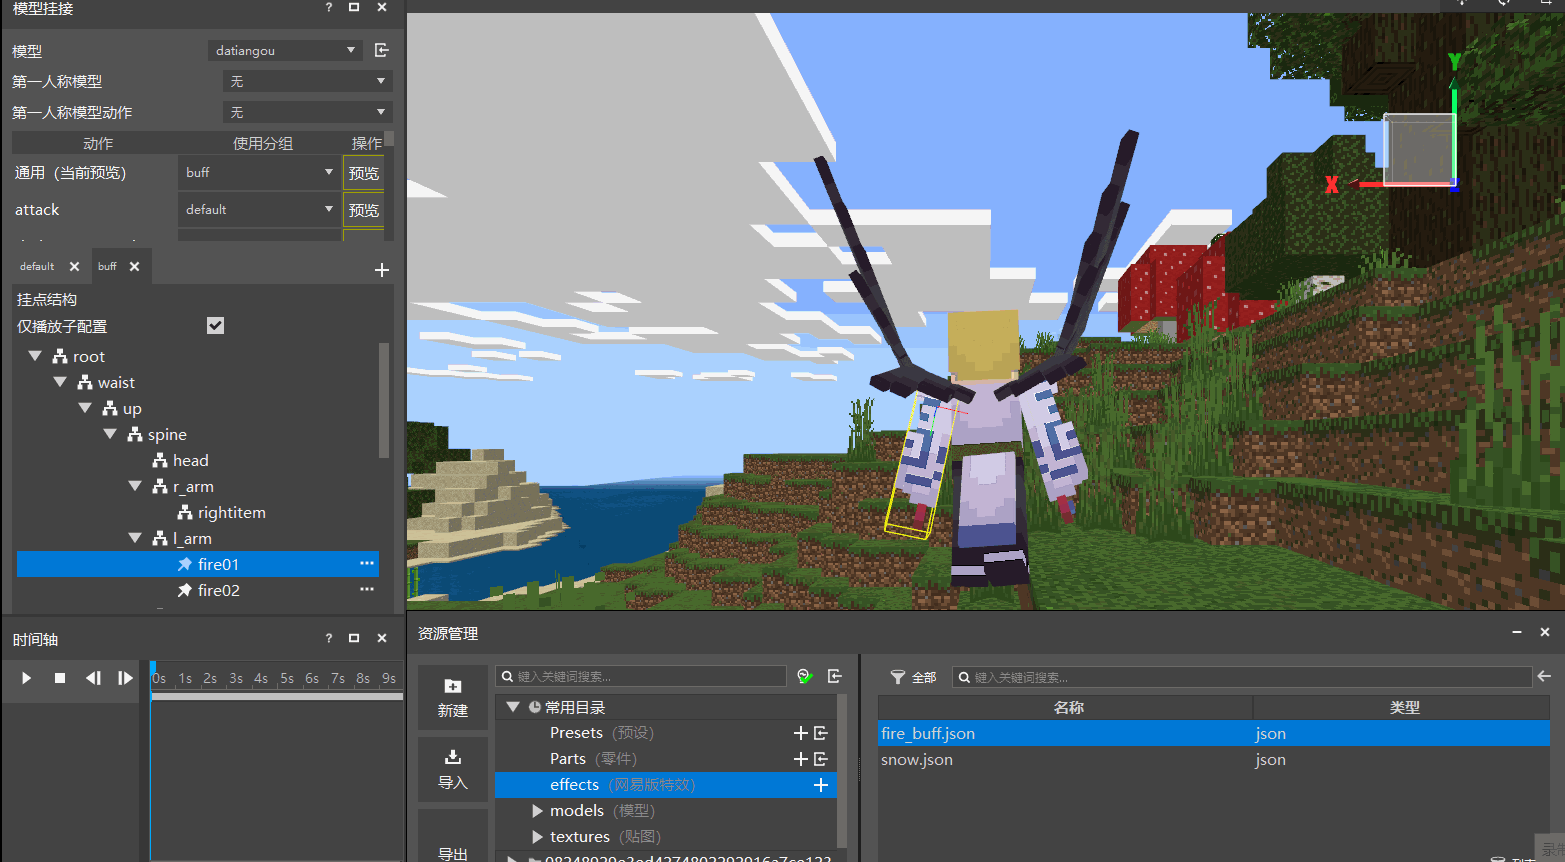 模型挂接
?
模型
datiangou
第一人称模型
无
第一人称模型动作
无
动作 使用分组 操作
通用（当前预览） buff 预览
attack default 预览
default buff
挂点结构
仅播放子配置
root
waist
up
spine
head
r_arm
rightitem
l_arm
fire01 ...
fire02 ...
Y
X
时间轴
?
0s 1s 2s 3s 4s 5s 6s 7s 8s 9s
资源管理
新建
导入
导出
键入关键词搜索...
常用目录
Presets （预设）
Parts （零件）
effects （网易版特效）
models （模型）
textures （贴图）
全部
键入关键词搜索...
名称 类型
fire_buff.json json
snow.json json